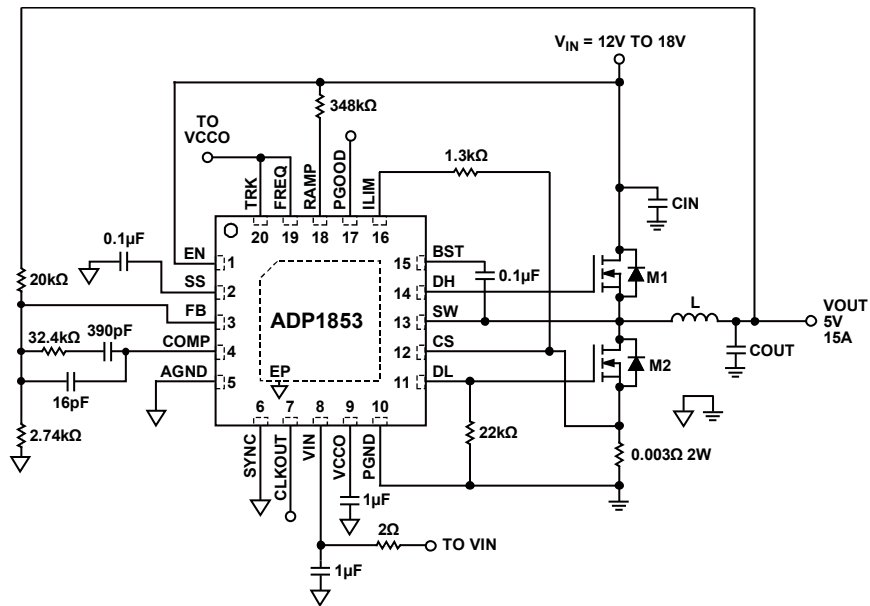 V_IN = 12V TO 18V
348kΩ
TO
VCCO
1.3kΩ
TRK
FREQ
RAMP
PGOOD
ILIM
CIN
20
19
18
17
16
0.1µF
EN
1
15
BST
0.1µF
M1
SS
2
14
DH
20kΩ
FB
3
ADP1853
13
SW
L
VOUT
5V
15A
32.4kΩ
390pF
COMP
4
12
CS
COUT
M2
AGND
5
EP
11
DL
16pF
6
7
8
9
10
2.74kΩ
SYNC
CLKOUT
VIN
VCCO
PGND
22kΩ
0.003Ω 2W
1µF
2Ω
TO VIN
1µF